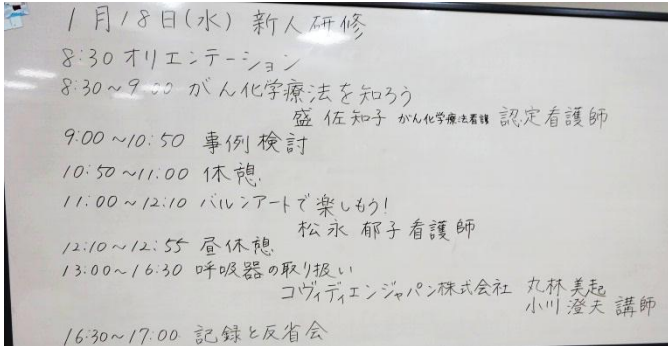 1月18日(水) 新人研修
8:30 オリエンテーション
8:30～9:00 がん化学療法を知ろう
盛 佐知子 がん化学療法看護 認定看護師
9:00～10:50 事例検討
10:50～11:00 休憩
11:00～12:10 バルンアートで楽しもう!
松永 郁子 看護師
12:10～12:55 昼休憩
13:00～16:30 呼吸器の取り扱い
コヴィディエンジャパン株式会社 丸林 美起
小川 澄夫 講師
16:30～17:00 記録と反省会